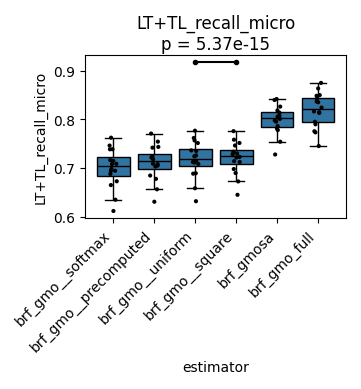 LT+TL_recall_micro
p = 5.37e-15
LT+TL_recall_micro
0.9
0.8
0.7
0.6
brf_gmo__softmax
brf_gmo__precomputed
brf_gmo__uniform
brf_gmo__square
brf_gmosa
brf_gmo_full
estimator